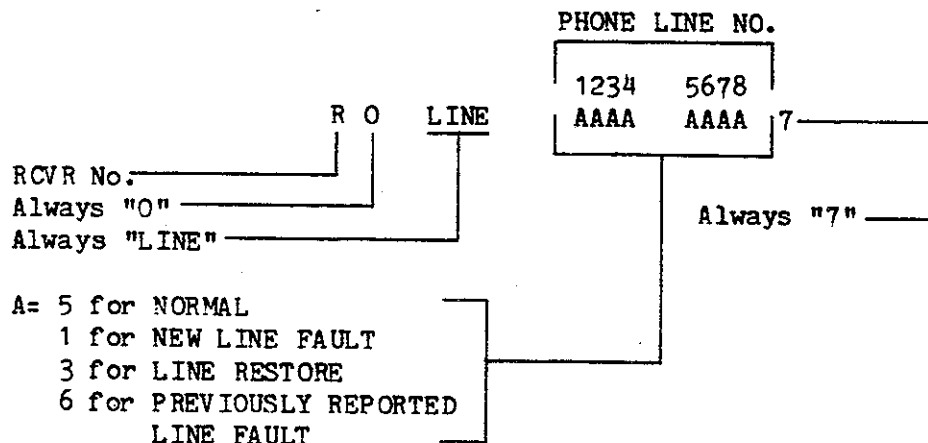 PHONE LINE NO.
1234 5678
R O LINE AAAA AAAA 7
RCVR No.
Always "O"
Always "7"
Always "LINE"
A= 5 for NORMAL
1 for NEW LINE FAULT
3 for LINE RESTORE
6 for PREVIOUSLY REPORTED
LINE FAULT